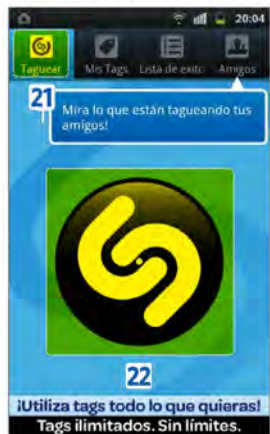 20:04
Taguear Mis Tags Lista de éxito Amigos
21
Mira lo que están tagueando tus
amigos!
22
¡Utiliza tags todo lo que quieras!
Tags ilimitados. Sin límites.